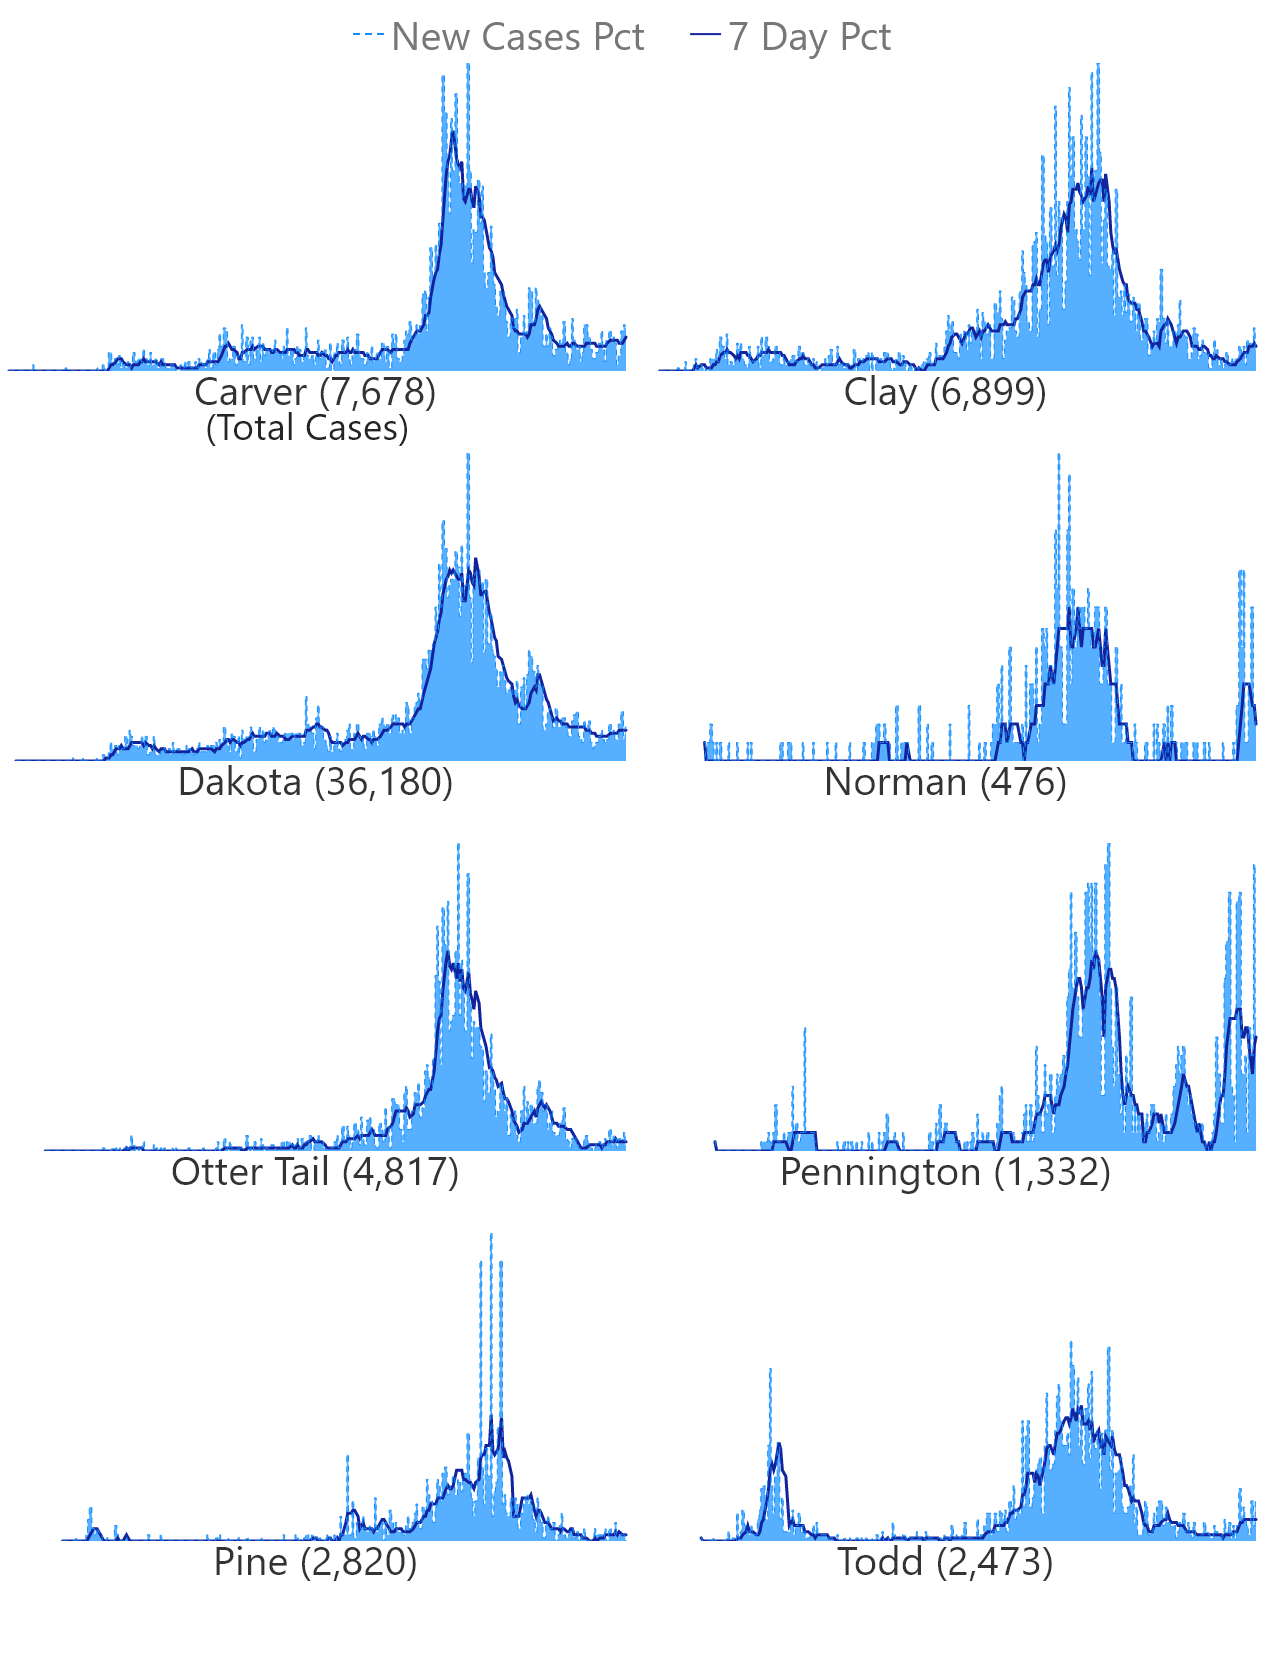 New Cases Pct 7 Day Pct
Carver (7,678) Clay (6,899)
(Total Cases)
Dakota (36,180) Norman (476)
Otter Tail (4,817) Pennington (1,332)
Pine (2,820) Todd (2,473)